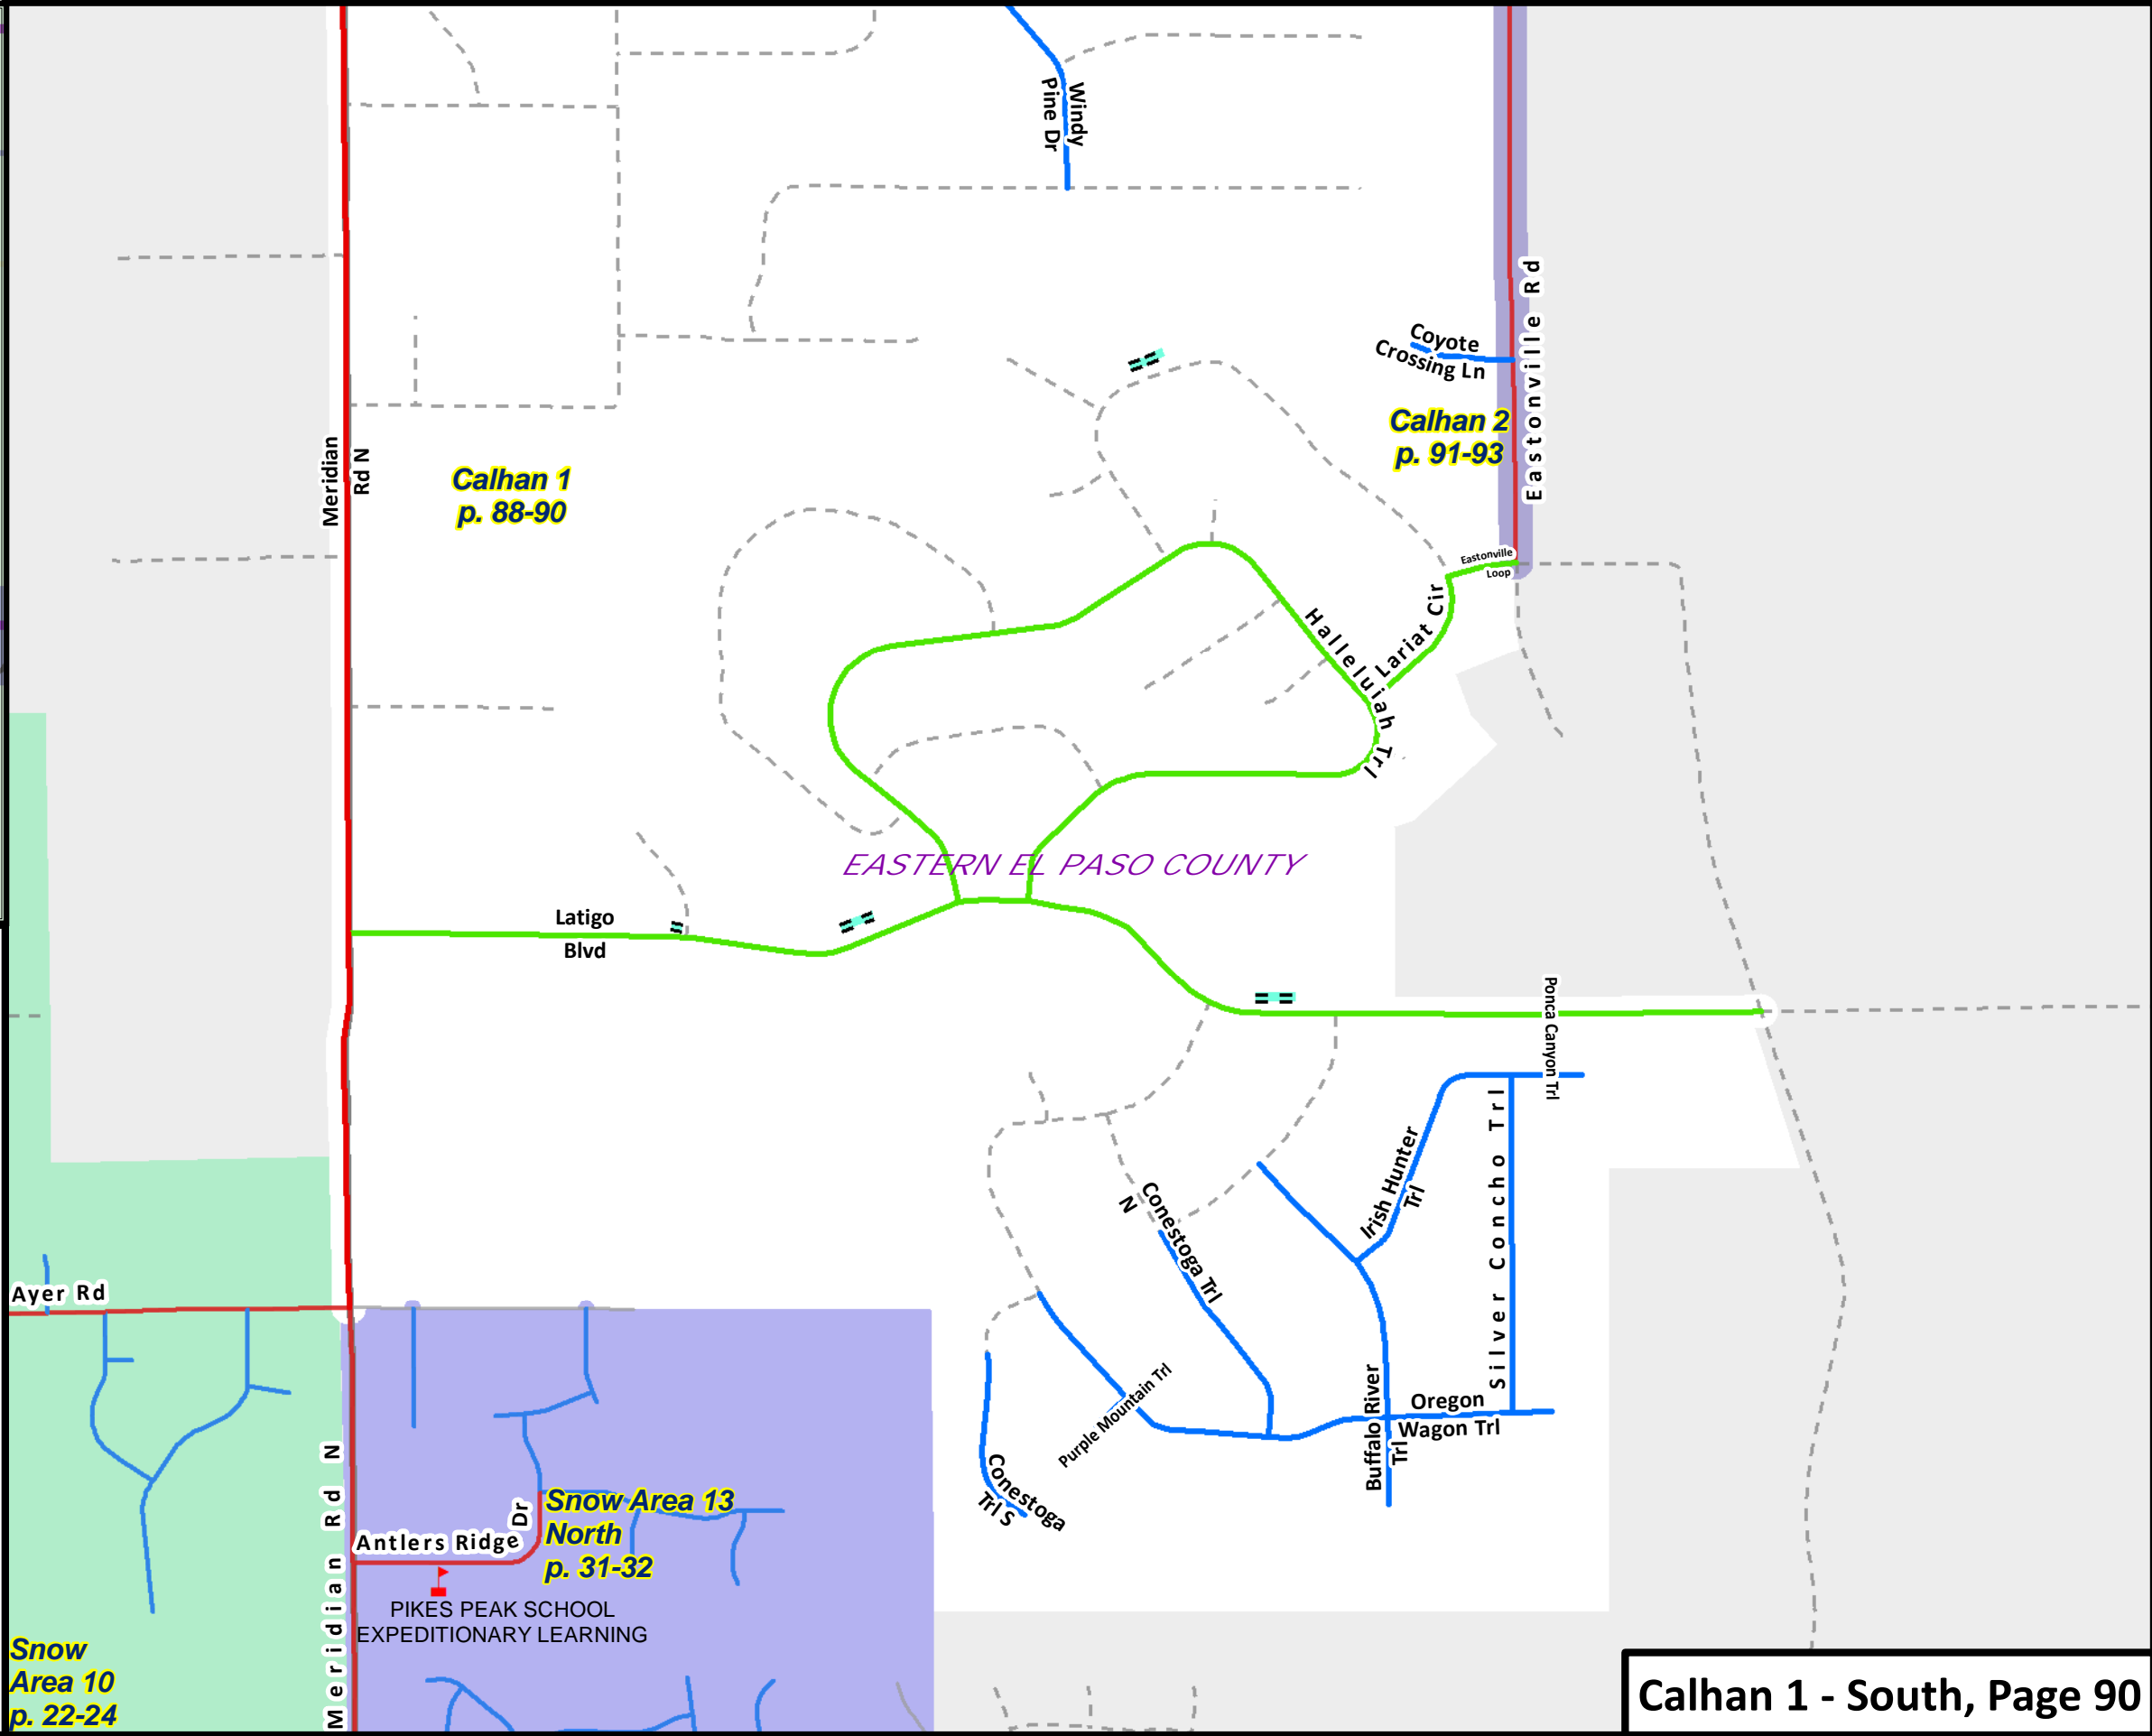 Windy
Pine Dr
Eastonville Rd
Coyote
Crossing Ln
Calhan 2
p. 91-93
Meridian
Rd N
Calhan 1
p. 88-90
Eastonville
Loop
Lariat Cir
Halleluiah Trl
EASTERN EL PASO COUNTY
Latigo
Blvd
Ponca Canyon Trl
Irish Hunter
Trl
Silver Concho Trl
Conestoga Trl
N
Ayer Rd
Purple Mountain Trl
Buffalo River
Trl
Oregon
Wagon Trl
Conestoga
Trl S
Meridian Rd N
Antlers Ridge
Dr
Snow Area 13
North
p. 31-32
PIKES PEAK SCHOOL
EXPEDITIONARY LEARNING
Snow
Area 10
p. 22-24
Calhan 1 - South, Page 90